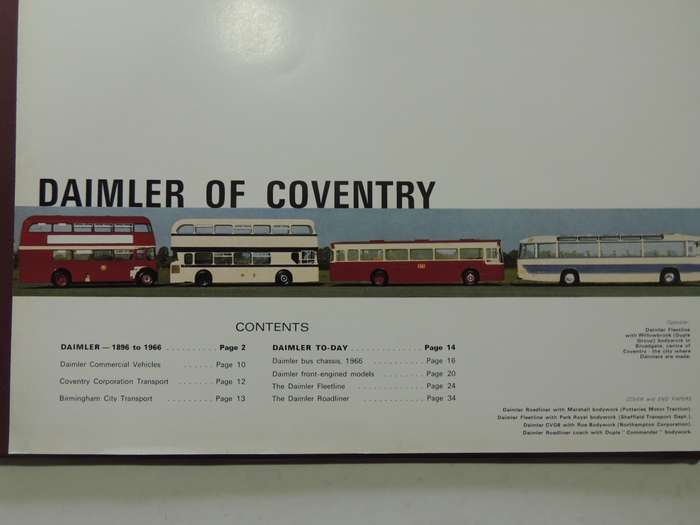 DAIMLER OF COVENTRY
CONTENTS
DAIMLER — 1896 to 1966 . . . . . . . . . . Page 2
Daimler Commercial Vehicles . . . . . . Page 10
Coventry Corporation Transport . . . . . . . Page 12
Birmingham City Transport . . . . . . . . . Page 13
DAIMLER TO-DAY . . . . . . . . . . . . . Page 14
Daimler bus chassis, 1966 . . . . . . . . . . Page 16
Daimler front-engined models . . . . . . . . Page 20
The Daimler Fleetline . . . . . . . . . . . . Page 24
The Daimler Roadliner . . . . . . . . . . . . Page 34
Opposite:
Daimler Fleetline
with Willowbrook (Duple
Group) bodywork in
Broadgate, centre of
Coventry - the city where
Daimlers are made.
COVER and END PAPERS
Daimler Roadliner with Marshall bodywork (Potteries Motor Traction).
Daimler Fleetline with Park Royal bodywork (Sheffield Transport Dept.).
Daimler CVG6 with Roe Bodywork (Northampton Corporation).
Daimler Roadliner coach with Duple " Commander " bodywork.